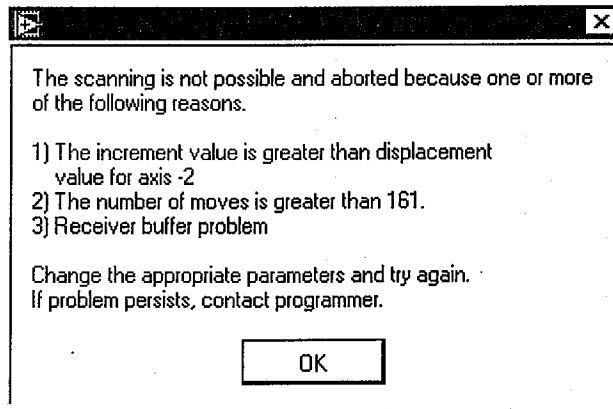 The scanning is not possible and aborted because one or more
of the following reasons.
1) The increment value is greater than displacement
value for axis -2
2) The number of moves is greater than 161.
3) Receiver buffer problem
Change the appropriate parameters and try again.
If problem persists, contact programmer.
OK